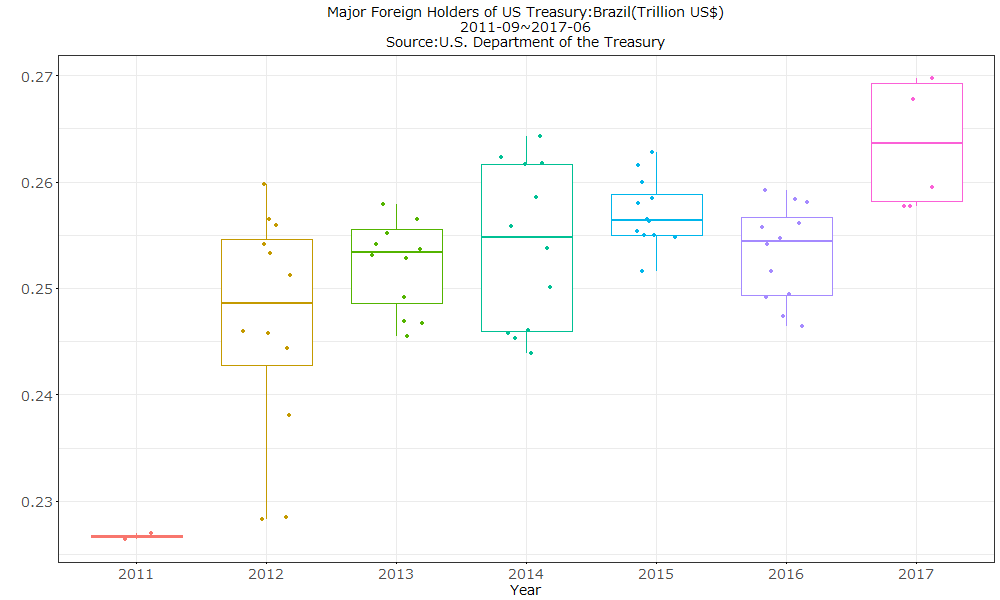 Major Foreign Holders of US Treasury:Brazil(Trillion US$)
2011-09~2017-06
Source:U.S. Department of the Treasury
0.27
0.26
0.25
0.24
0.23
2011 2012 2013 2014 2015 2016 2017
Year